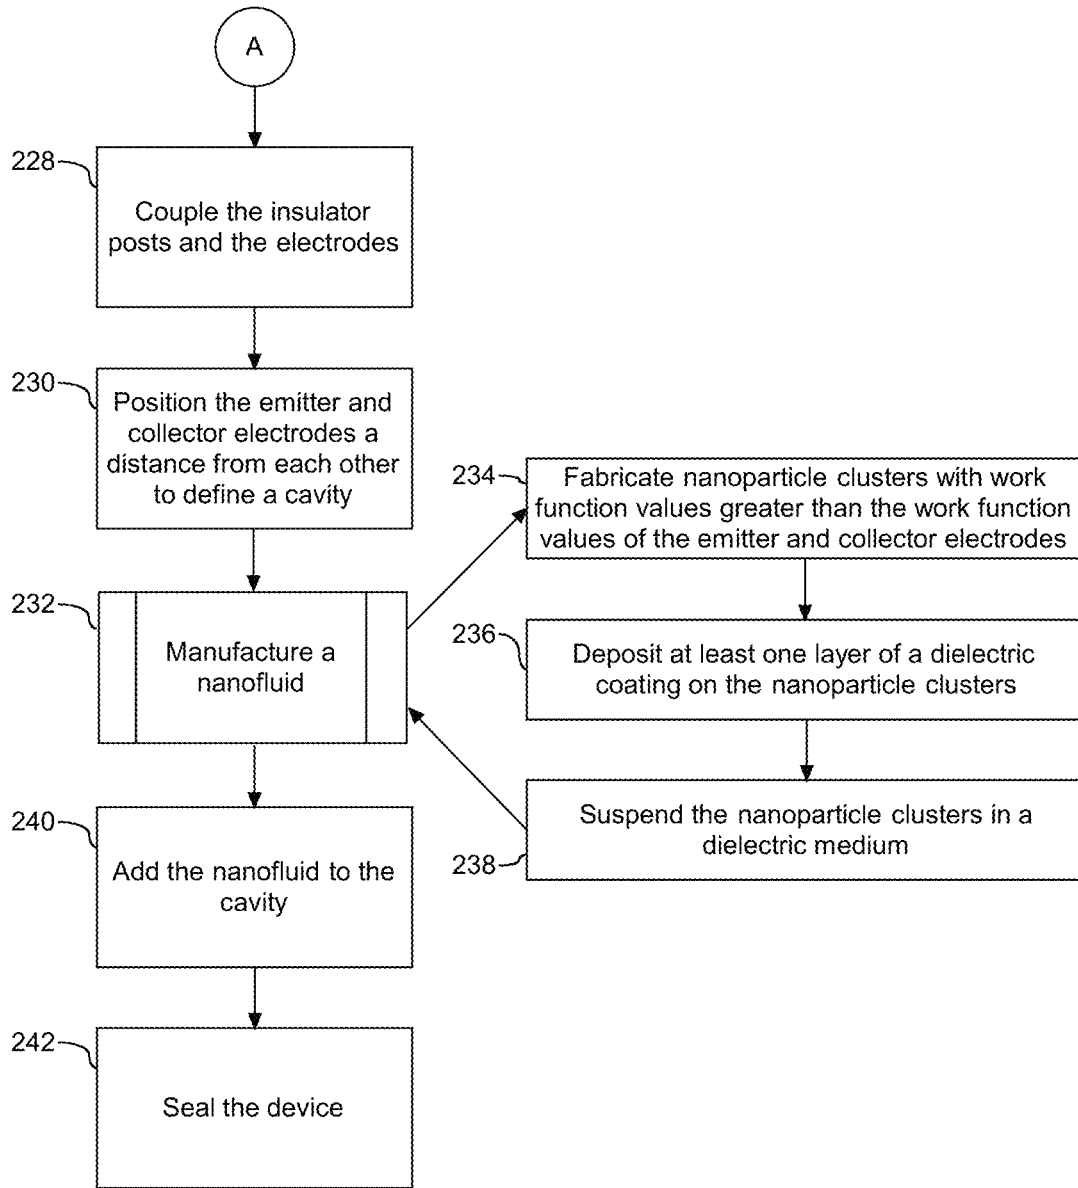 A
228
Couple the insulator
posts and the electrodes
230
Position the emitter and
collector electrodes a
distance from each other
to define a cavity
232
Manufacture a
nanofluid
234
Fabricate nanoparticle clusters with work
function values greater than the work function
values of the emitter and collector electrodes
236
Deposit at least one layer of a dielectric
coating on the nanoparticle clusters
238
Suspend the nanoparticle clusters in a
dielectric medium
240
Add the nanofluid to the
cavity
242
Seal the device